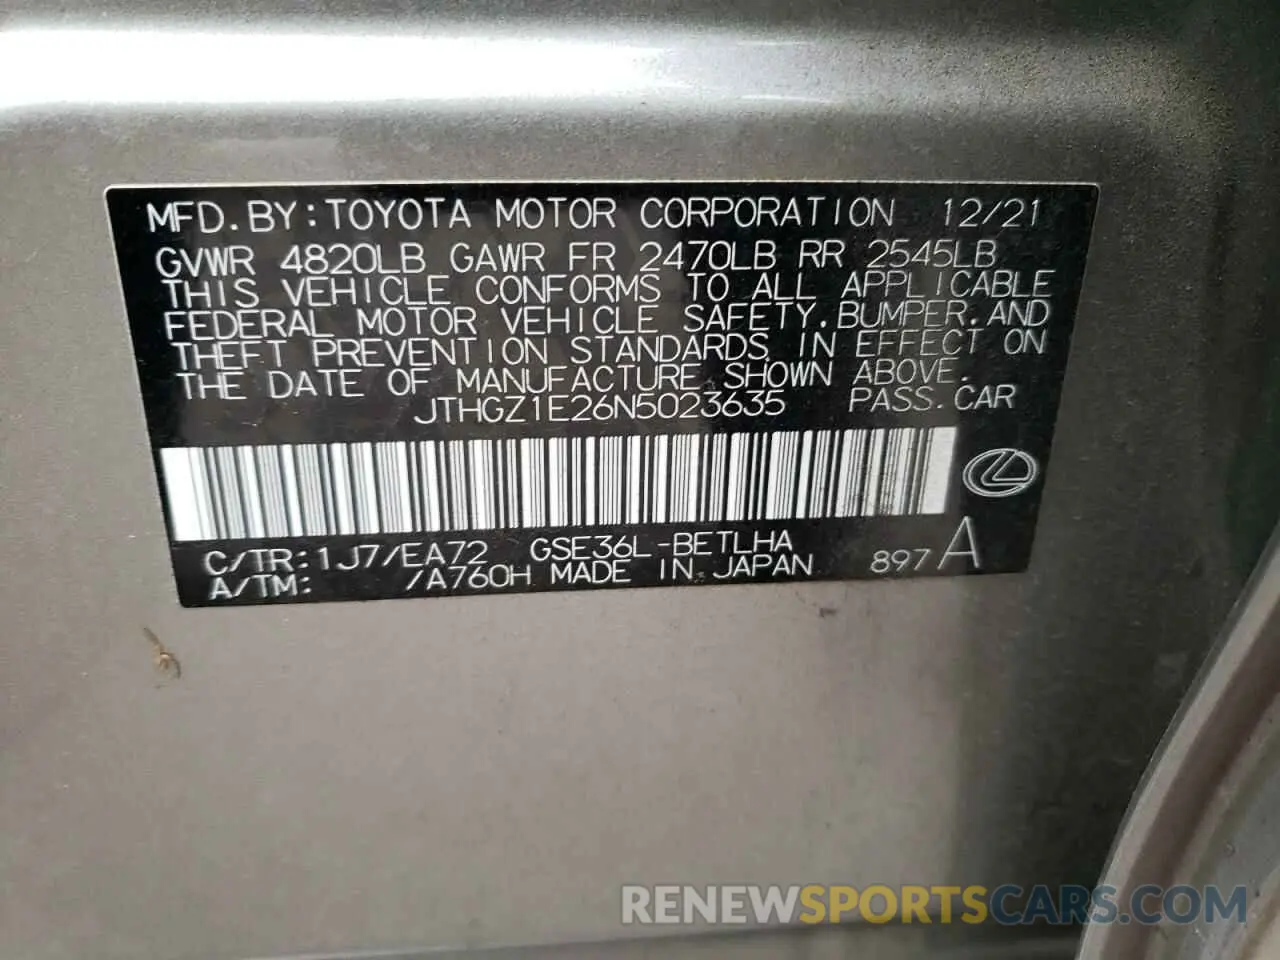 MFD.BY:TOYOTA MOTOR CORPORATION 12/21
GVWR 4820LB GAWR FR 2470LB RR 2545LB
THIS VEHICLE CONFORMS TO ALL APPLICABLE
FEDERAL MOTOR VEHICLE SAFETY,BUMPER,AND
THEFT PREVENTION STANDARDS IN EFFECT ON
THE DATE OF MANUFACTURE SHOWN ABOVE.
JTHGZ1E26N5023635 PASS.CAR
C/TR:1J7/EA72 GSE36L-BETLHA
A/TM: /A760H MADE IN JAPAN 897A
RENEWSPORTSCARS.COM